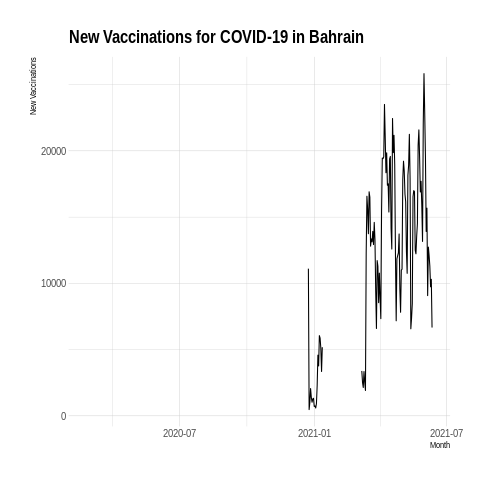 New Vaccinations for COVID-19 in Bahrain
New Vaccinations
20000
10000
0
2020-07
2021-01
2021-07
Month